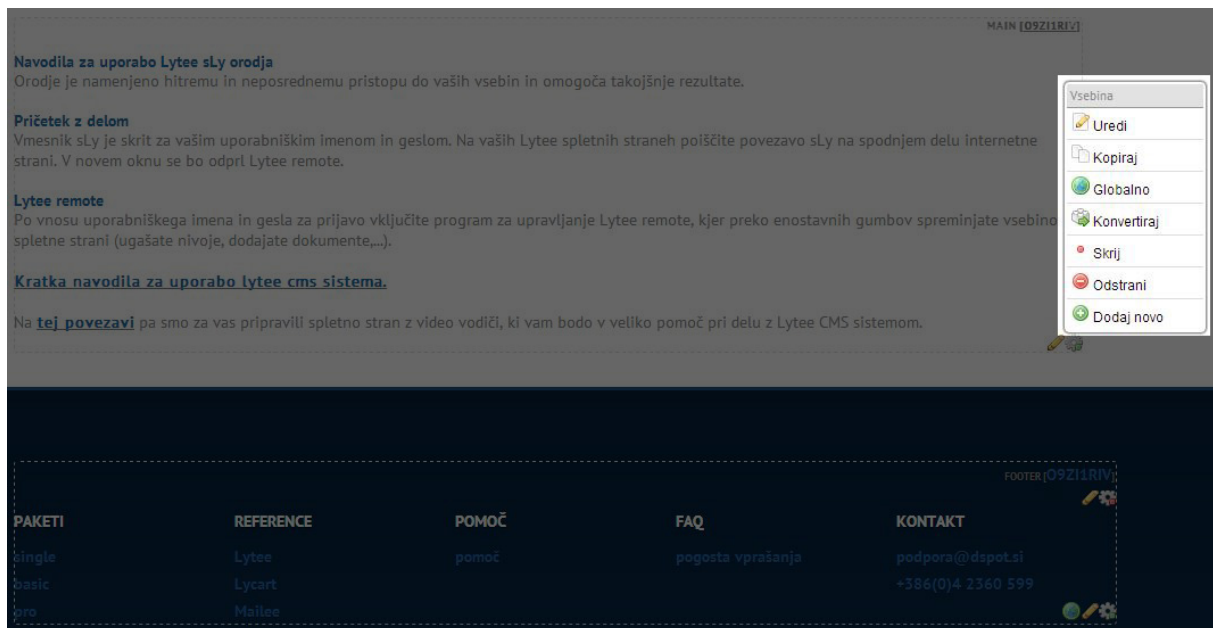 MAIN [O9ZI1RIV]
Navodila za uporabo Lytee sLy orodja
Orodje je namenjeno hitremu in neposrednemu pristopu do vaših vsebin in omogoča takojšnje rezultate.
Pričetek z delom
Vmesnik sLy je skrit za vašim uporabniškim imenom in geslom. Na vaših Lytee spletnih straneh poiščite povezavo sLy na spodnjem delu internetne
strani. V novem oknu se bo odprl Lytee remote.
Lytee remote
Po vnosu uporabniškega imena in gesla za prijavo vključite program za upravljanje Lytee remote, kjer preko enostavnih gumbov spreminjate vsebino
spletne strani (ugašate nivoje, dodajate dokumente,...).
Kratka navodila za uporabo lytee cms sistema.
Na tej povezavi pa smo za vas pripravili spletno stran z video vodiči, ki vam bodo v veliko pomoč pri delu z Lytee CMS sistemom.
Vsebina
Uredi
Kopiraj
Globalno
Konvertiraj
Skrij
Odstrani
Dodaj novo
FOOTER [O9ZI1RIV]
PAKETI
single
basic
pro
REFERENCE
Lytee
Lycart
Mailee
POMOČ
pomoč
FAQ
pogosta vprašanja
KONTAKT
podpora@dspot.si
+386(0)4 2360 599